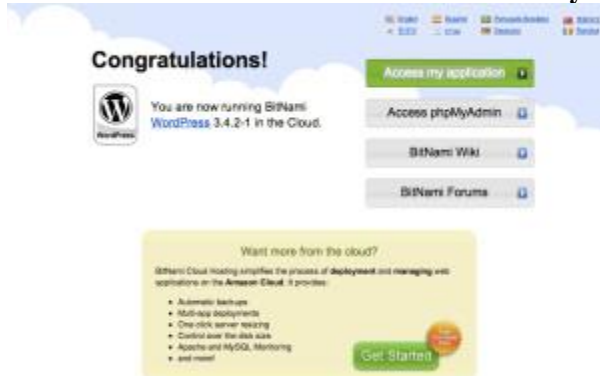 Congratulations!
WordPress
You are now running BitNami
WordPress 3.4.2-1 in the Cloud.
Access my application
Access phpMyAdmin
BitNami Wiki
BitNami Forums
Want more from the cloud?
BitNami Cloud Hosting simplifies the process of deployment and managing web
applications on the Amazon Cloud. It provides:
Automatic backups
Multi-app deployments
One click server resizing
Control over the disk size
Apache and MySQL Monitoring
and more!
Get Started